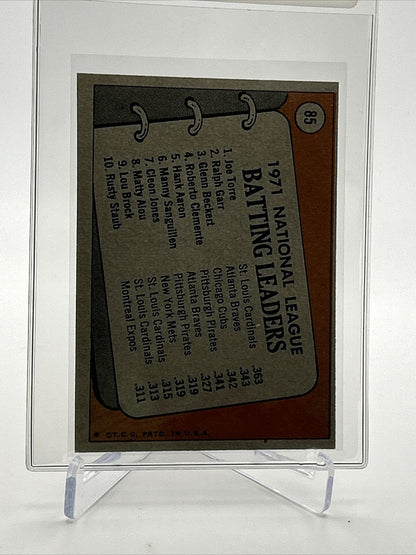 85
1971 NATIONAL LEAGUE
BATTING LEADERS
1. Joe Torre St. Louis Cardinals .363
2. Ralph Garr Atlanta Braves .343
3. Glenn Beckert Chicago Cubs .342
4. Roberto Clemente Pittsburgh Pirates .341
5. Hank Aaron Atlanta Braves .327
6. Manny Sanguillen Pittsburgh Pirates .319
7. Cleon Jones New York Mets .319
8. Matty Alou St. Louis Cardinals .315
9. Lou Brock St. Louis Cardinals .313
10. Rusty Staub Montreal Expos .311
* ©T.C.G. PRTD. IN U.S.A.